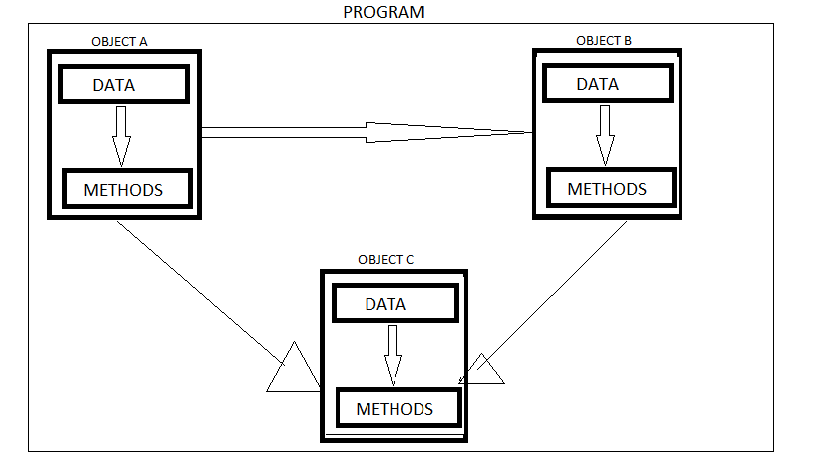 PROGRAM
OBJECT A
DATA
METHODS
OBJECT B
DATA
METHODS
OBJECT C
DATA
METHODS